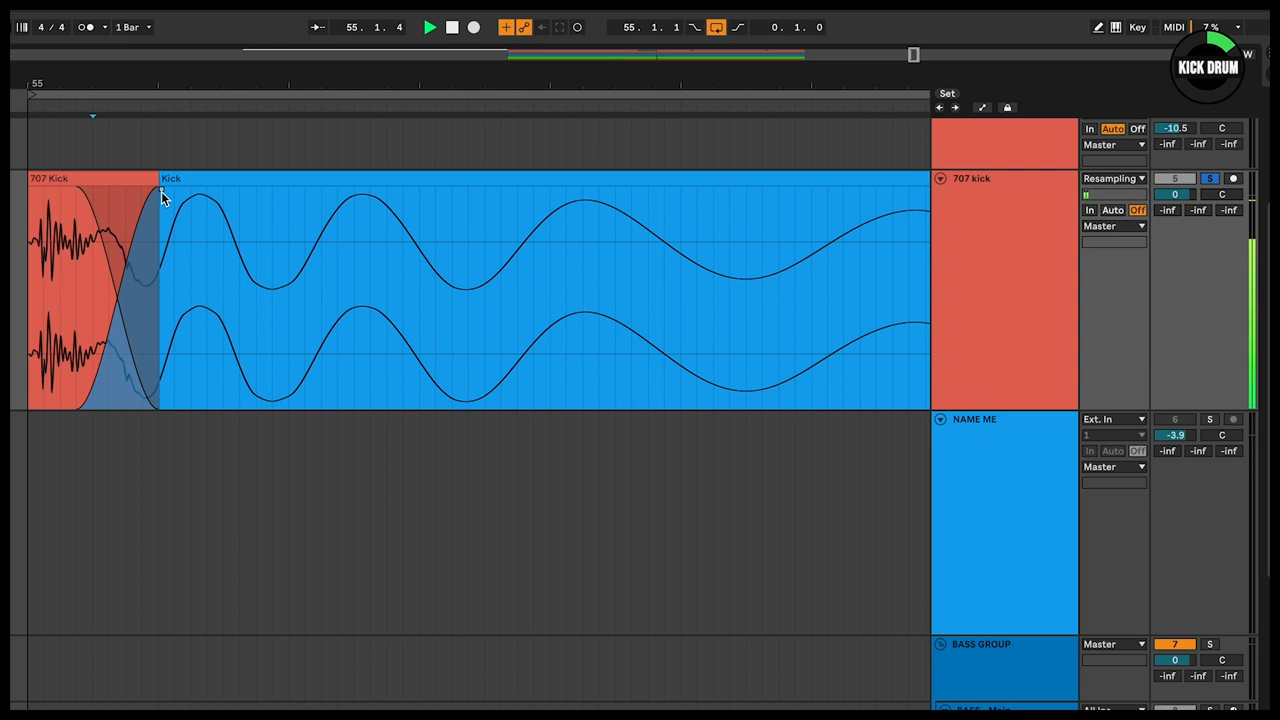 4 / 4 1 Bar 55. 1. 4 55. 1. 1 0. 1. 0 Key MIDI 7 %
W
KICK DRUM
55
Set
In Auto Off -10.5 C
Master -inf -inf -inf
707 Kick Kick 707 kick Resampling 5 S
0 C
In Auto Off -inf -inf -inf
Master
NAME ME Ext. In 6 S
1 -3.9 C
In Auto Off -inf -inf -inf
Master
BASS GROUP Master 7 S
0 C
-inf -inf -inf